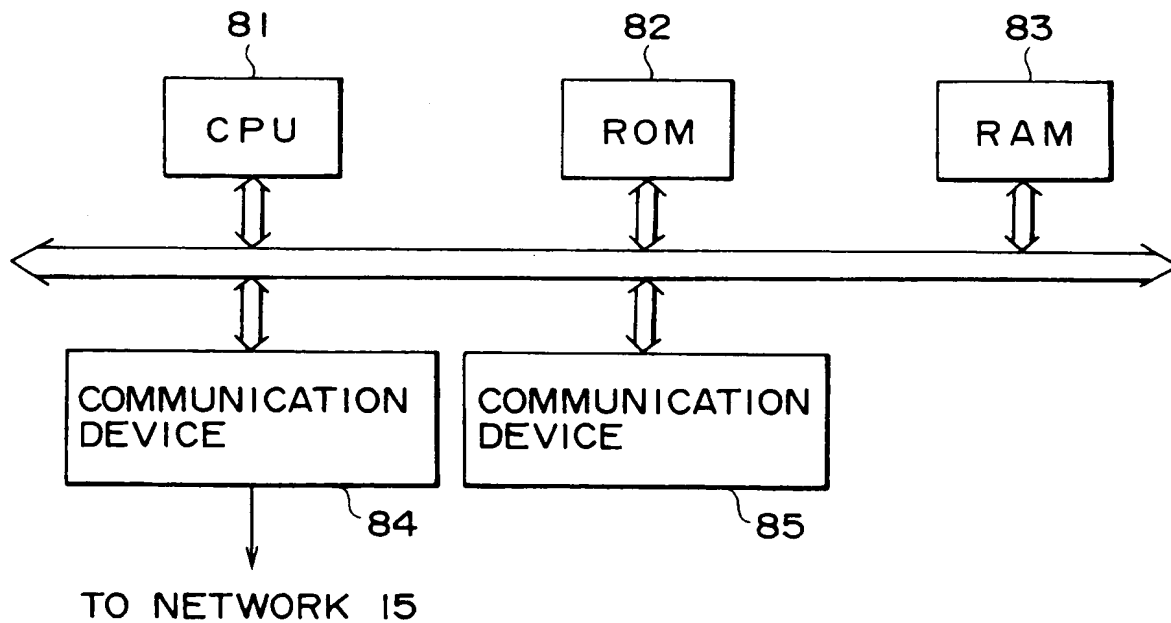 81
82
83
CPU
ROM
RAM
COMMUNICATION
DEVICE
COMMUNICATION
DEVICE
84
85
TO NETWORK 15